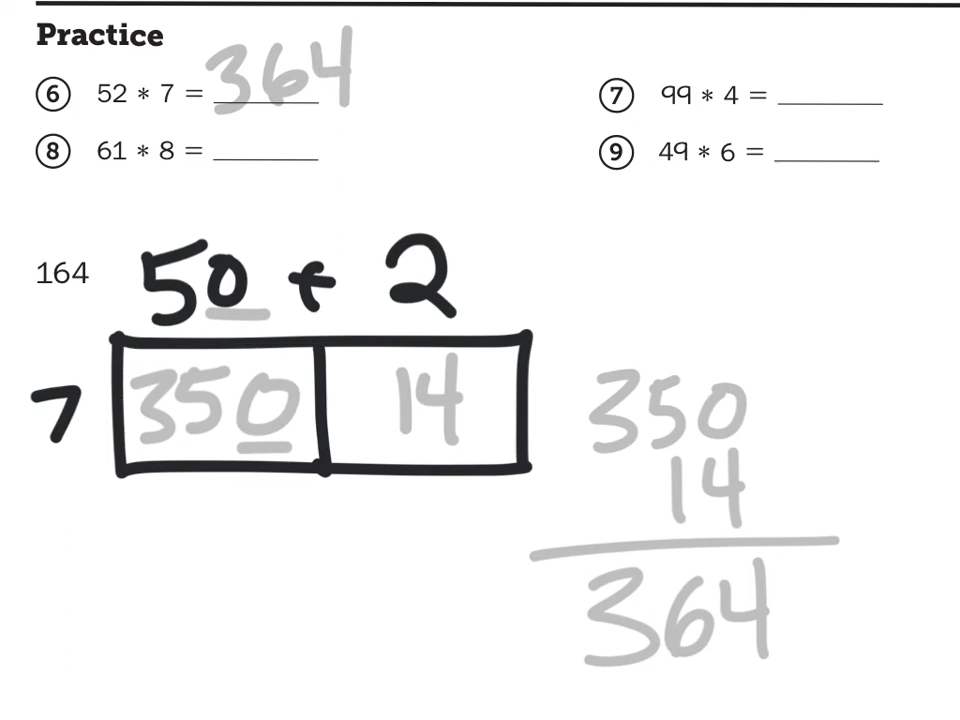 Practice
6 52 * 7 = 364
7 99 * 4 = ______
8 61 * 8 = ______
9 49 * 6 = ______
164
50 + 2
7 350 14
350
14
364